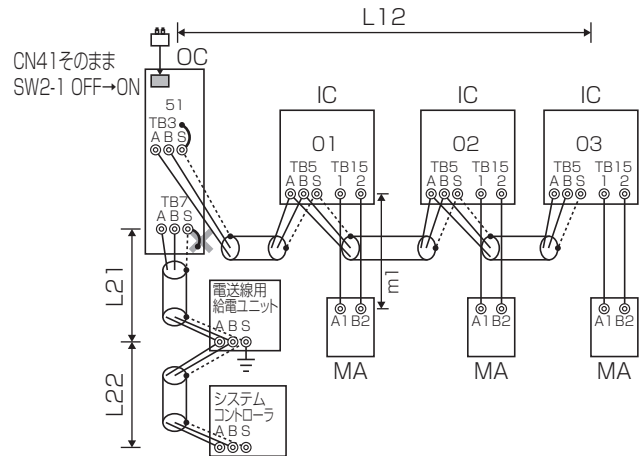 L12
CN41そのまま
SW2-1 OFF→ON
OC
51
TB3
A B S
TB7
A B S
IC
01
TB5
A B S
TB15
1 2
IC
02
TB5
A B S
TB15
1 2
IC
03
TB5
A B S
TB15
1 2
L21
L22
m1
電送線用
給電ユニット
A B S
システム
コントローラ
A B S
A1 B2
MA
A1 B2
MA
A1 B2
MA